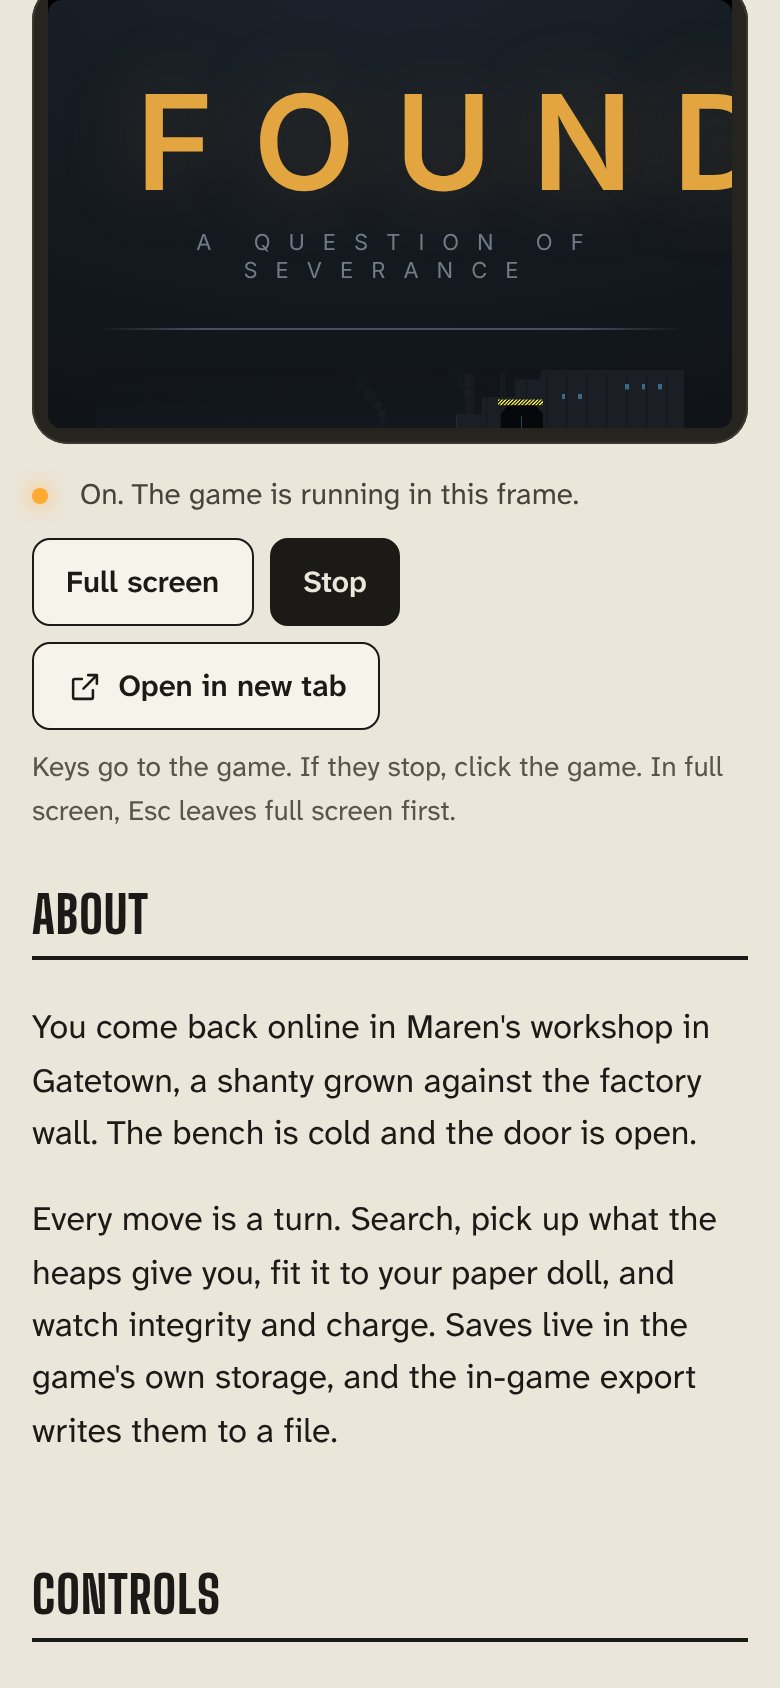 FOUND
A QUESTION OF
SEVERANCE
On. The game is running in this frame.
Full screen
Stop
Open in new tab
Keys go to the game. If they stop, click the game. In full
screen, Esc leaves full screen first.
ABOUT
You come back online in Maren's workshop in
Gatetown, a shanty grown against the factory
wall. The bench is cold and the door is open.
Every move is a turn. Search, pick up what the
heaps give you, fit it to your paper doll, and
watch integrity and charge. Saves live in the
game's own storage, and the in-game export
writes them to a file.
CONTROLS